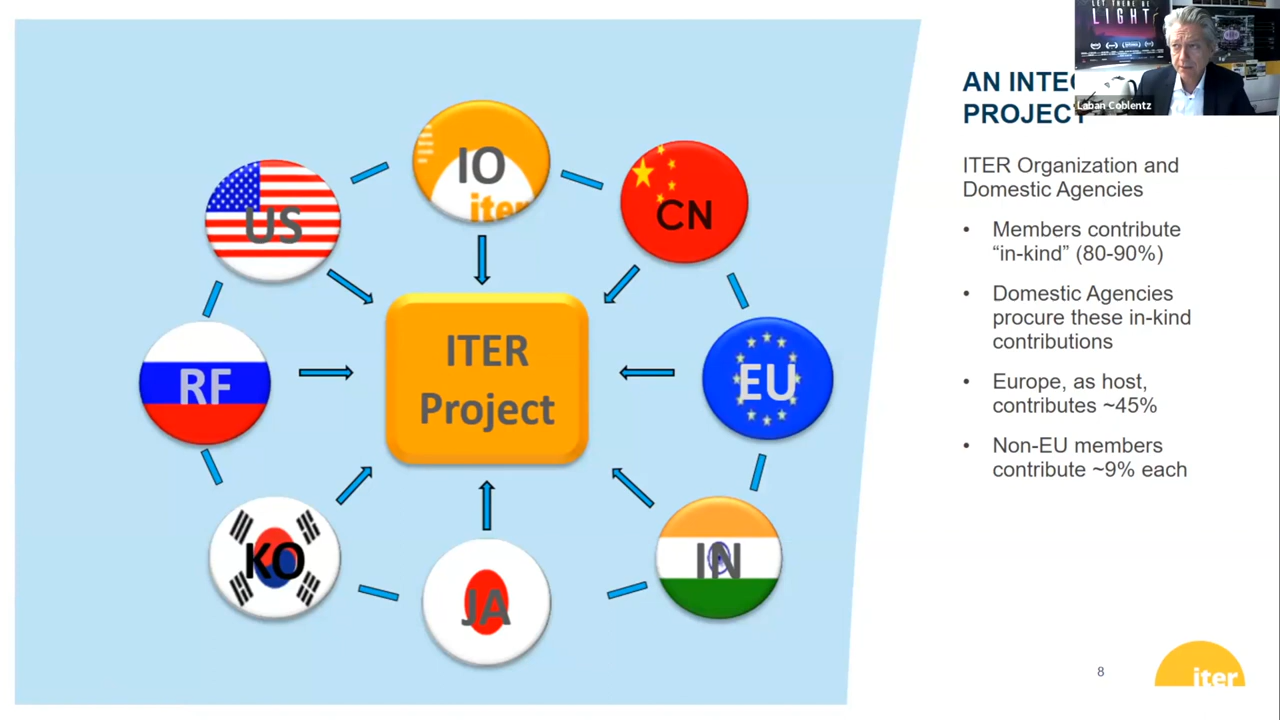 LET THERE BE
LIGHT
Laban Coblentz
AN INTE
PROJECT
ITER Organization and
Domestic Agencies
• Members contribute
“in-kind” (80-90%)
• Domestic Agencies
procure these in-kind
contributions
• Europe, as host,
contributes ~45%
• Non-EU members
contribute ~9% each
IO
iter
CN
US
EU
RF
ITER
Project
KO
JA
IN
8
iter